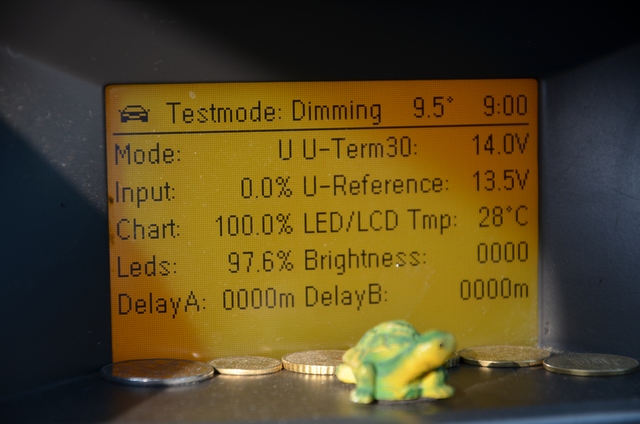 Testmode: Dimming 9.5° 9:00
Mode: U U-Term30: 14.0V
Input: 0.0% U-Reference: 13.5V
Chart: 100.0% LED/LCD Tmp: 28°C
Leds: 97.6% Brightness: 0000
DelayA: 0000m DelayB: 0000m